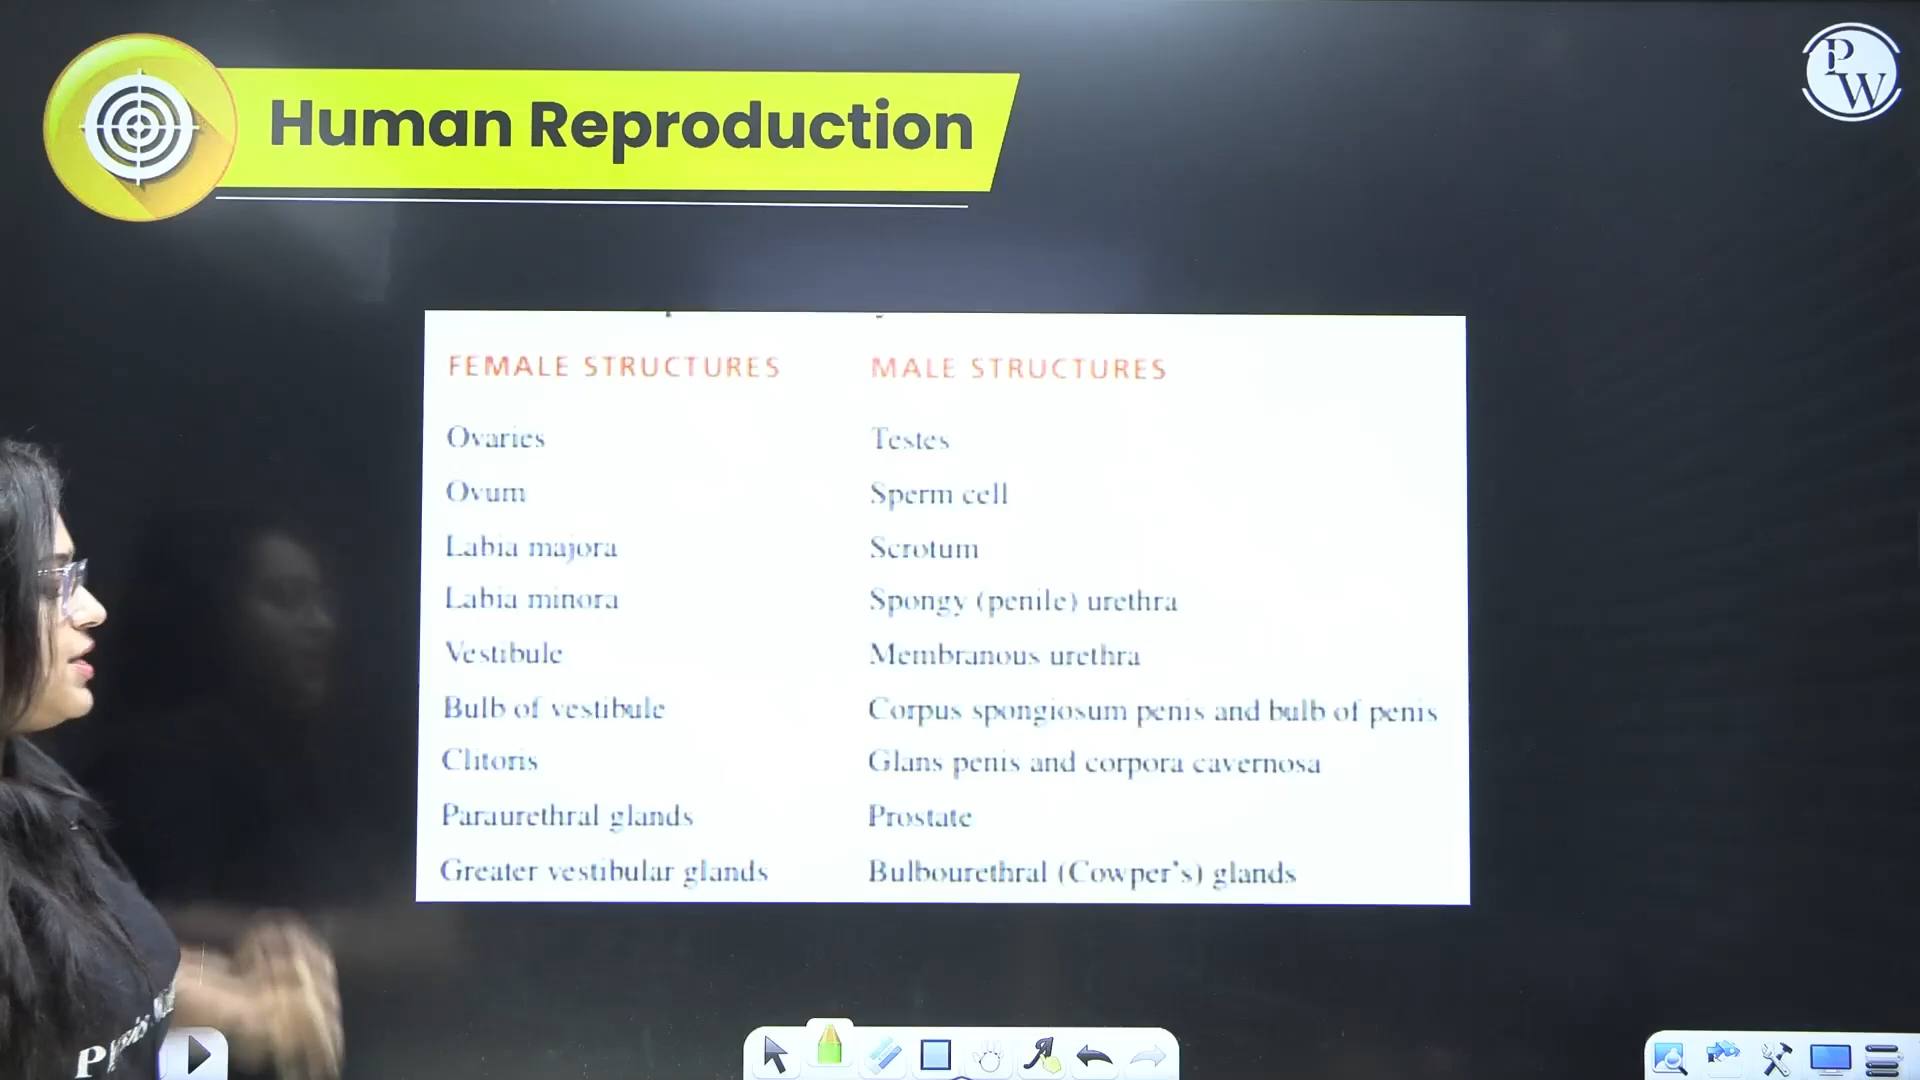 Human Reproduction
PW
FEMALE STRUCTURES MALE STRUCTURES
Ovaries Testes
Ovum Sperm cell
Labia majora Scrotum
Labia minora Spongy (penile) urethra
Vestibule Membranous urethra
Bulb of vestibule Corpus spongiosum penis and bulb of penis
Clitoris Glans penis and corpora cavernosa
Paraurethral glands Prostate
Greater vestibular glands Bulbourethral (Cowper's) glands